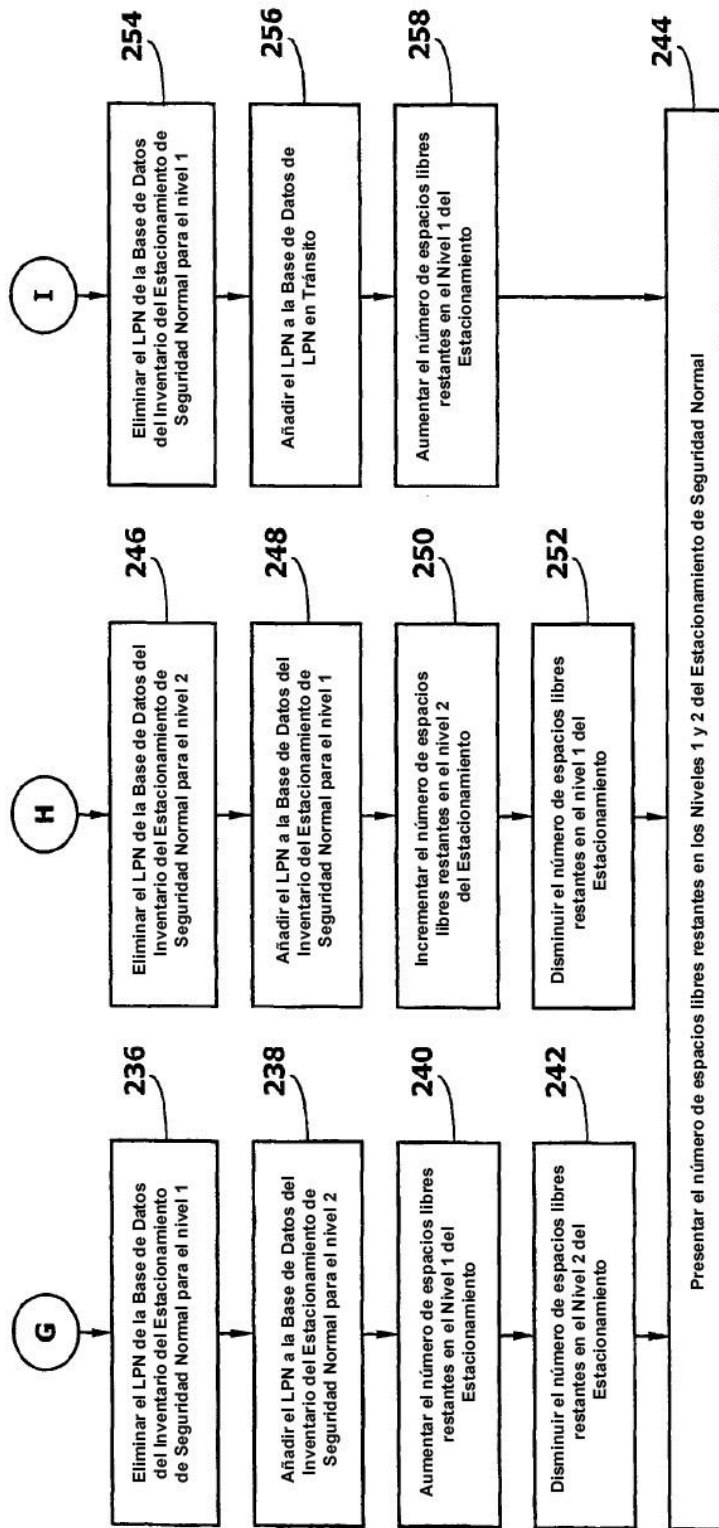 G
Eliminar el LPN de la Base de Datos
del Inventario del Estacionamiento
de Seguridad Normal para el nivel 1
236
Añadir el LPN a la Base de Datos del
Inventario del Estacionamiento de
Seguridad Normal para el nivel 2
238
Aumentar el número de espacios libres
restantes en el Nivel 1 del
Estacionamiento
240
Disminuir el número de espacios libres
restantes en el Nivel 2 del
Estacionamiento
242
H
Eliminar el LPN de la Base de Datos del
Inventario del Estacionamiento de
Seguridad Normal para el nivel 2
246
Añadir el LPN a la Base de Datos del
Inventario del Estacionamiento de
Seguridad Normal para el nivel 1
248
Incrementar el número de espacios
libres restantes en el nivel 2
del Estacionamiento
250
Disminuir el número de espacios libres
restantes en el nivel 1 del
Estacionamiento
252
I
Eliminar el LPN de la Base de Datos
del Inventario del Estacionamiento de
Seguridad Normal para el nivel 1
254
Añadir el LPN a la Base de Datos de
LPN en Tránsito
256
Aumentar el número de espacios libres
restantes en el Nivel 1 del
Estacionamiento
258
Presentar el número de espacios libres restantes en los Niveles 1 y 2 del Estacionamiento de Seguridad Normal
244